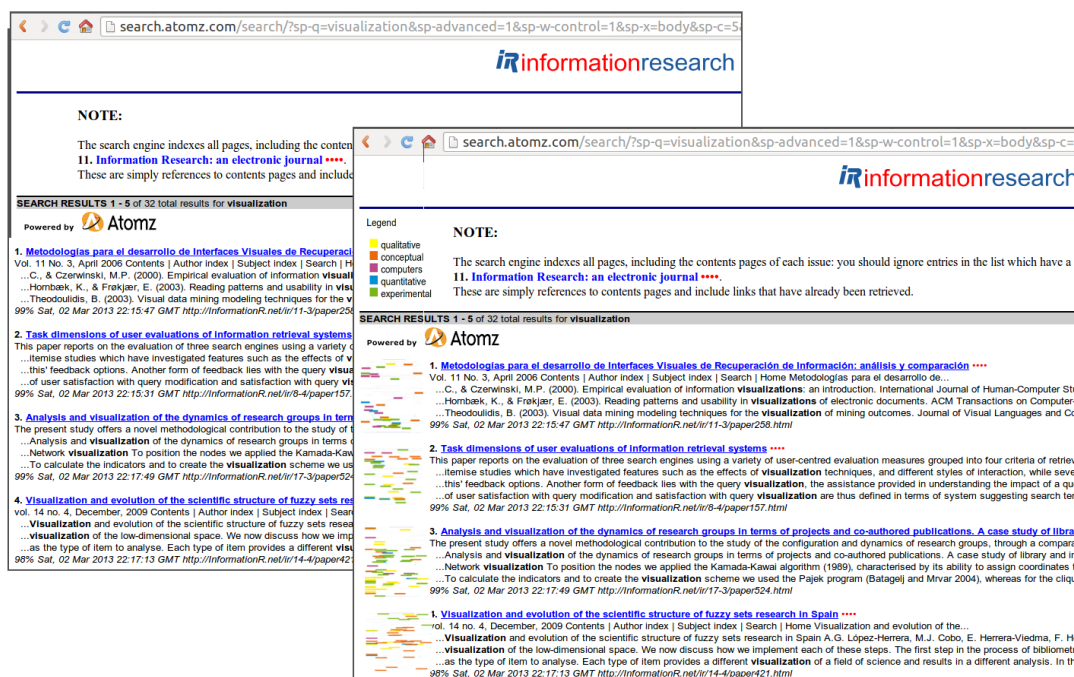 search.atomz.com/search/?sp-q=visualization&sp-advanced=1&sp-w-control=1&sp-x=body&sp-c=5
iRinformationresearch
NOTE:
The search engine indexes all pages, including the conten
11. Information Research: an electronic journal ••••.
These are simply references to contents pages and include
SEARCH RESULTS 1 - 5 of 32 total results for visualization
Powered by Atomz
1. Metodologías para el desarrollo de Interfaces Visuales de Recuperaci
Vol. 11 No. 3, April 2006 Contents | Author index | Subject index | Search | H
...C., & Czerwinski, M.P. (2000). Empirical evaluation of information visuali
...Hornbæk, K., & Frøkjær, E. (2003). Reading patterns and usability in visu
...Theodoulidis, B. (2003). Visual data mining modeling techniques for the v
99% Sat, 02 Mar 2013 22:15:47 GMT http://InformationR.net/ir/11-3/paper258
2. Task dimensions of user evaluations of information retrieval systems
This paper reports on the evaluation of three search engines using a variety o
...itemise studies which have investigated features such as the effects of v
...this' feedback options. Another form of feedback lies with the query visua
...of user satisfaction with query modification and satisfaction with query vis
99% Sat, 02 Mar 2013 22:15:31 GMT http://InformationR.net/ir/8-4/paper157.
3. Analysis and visualization of the dynamics of research groups in term
The present study offers a novel methodological contribution to the study of t
...Analysis and visualization of the dynamics of research groups in terms o
...Network visualization To position the nodes we applied the Kamada-Kaw
...To calculate the indicators and to create the visualization scheme we us
99% Sat, 02 Mar 2013 22:17:49 GMT http://InformationR.net/ir/17-3/paper524
4. Visualization and evolution of the scientific structure of fuzzy sets res
vol. 14 no. 4, December, 2009 Contents | Author index | Subject index | Sear
...Visualization and evolution of the scientific structure of fuzzy sets resea
...visualization of the low-dimensional space. We now discuss how we imp
...as the type of item to analyse. Each type of item provides a different visu
98% Sat, 02 Mar 2013 22:17:13 GMT http://InformationR.net/ir/14-4/paper421
search.atomz.com/search/?sp-q=visualization&sp-advanced=1&sp-w-control=1&sp-x=body&sp-c=
iRinformationresearch
Legend
qualitative
conceptual
computers
quantitative
experimental
NOTE:
The search engine indexes all pages, including the contents pages of each issue: you should ignore entries in the list which have a
11. Information Research: an electronic journal ••••.
These are simply references to contents pages and include links that have already been retrieved.
SEARCH RESULTS 1 - 5 of 32 total results for visualization
Powered by Atomz
1. Metodologías para el desarrollo de Interfaces Visuales de Recuperación de Información: análisis y comparación ••••
Vol. 11 No. 3, April 2006 Contents | Author index | Subject index | Search | Home Metodologías para el desarrollo de...
...C., & Czerwinski, M.P. (2000). Empirical evaluation of information visualizations: an introduction. International Journal of Human-Computer Stu
...Hornbæk, K., & Frøkjær, E. (2003). Reading patterns and usability in visualizations of electronic documents. ACM Transactions on Computer-
...Theodoulidis, B. (2003). Visual data mining modeling techniques for the visualization of mining outcomes. Journal of Visual Languages and Co
99% Sat, 02 Mar 2013 22:15:47 GMT http://InformationR.net/ir/11-3/paper258.html
2. Task dimensions of user evaluations of information retrieval systems ••••
This paper reports on the evaluation of three search engines using a variety of user-centred evaluation measures grouped into four criteria of retriev
...itemise studies which have investigated features such as the effects of visualization techniques, and different styles of interaction, while seve
...this' feedback options. Another form of feedback lies with the query visualization, the assistance provided in understanding the impact of a qu
...of user satisfaction with query modification and satisfaction with query visualization are thus defined in terms of system suggesting search ter
99% Sat, 02 Mar 2013 22:15:31 GMT http://InformationR.net/ir/8-4/paper157.html
3. Analysis and visualization of the dynamics of research groups in terms of projects and co-authored publications. A case study of libra
The present study offers a novel methodological contribution to the study of the configuration and dynamics of research groups, through a compara
...Analysis and visualization of the dynamics of research groups in terms of projects and co-authored publications. A case study of library and in
...Network visualization To position the nodes we applied the Kamada-Kawai algorithm (1989), characterised by its ability to assign coordinates t
...To calculate the indicators and to create the visualization scheme we used the Pajek program (Batagelj and Mrvar 2004), whereas for the cliqu
99% Sat, 02 Mar 2013 22:17:49 GMT http://InformationR.net/ir/17-3/paper524.html
4. Visualization and evolution of the scientific structure of fuzzy sets research in Spain ••••
vol. 14 no. 4, December, 2009 Contents | Author index | Subject index | Search | Home Visualization and evolution of the...
...Visualization and evolution of the scientific structure of fuzzy sets research in Spain A.G. López-Herrera, M.J. Cobo, E. Herrera-Viedma, F. He
...visualization of the low-dimensional space. We now discuss how we implement each of these steps. The first step in the process of bibliometr
...as the type of item to analyse. Each type of item provides a different visualization of a field of science and results in a different analysis. In th
98% Sat, 02 Mar 2013 22:17:13 GMT http://InformationR.net/ir/14-4/paper421.html